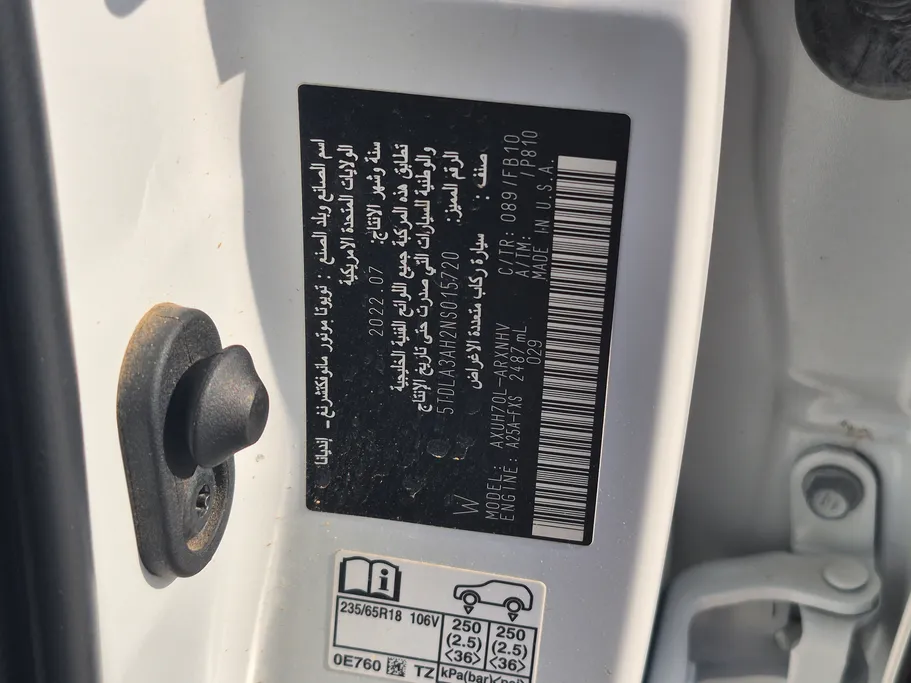 اسم الصانع وبلد الصنع : تويوتا موتور مانوفكتشرنغ- إنديانا
الولايات المتحدة الامريكية
سنة وشهر الإنتاج: 2022.07
تطابق هذه المركبة جميع اللوائح الفنية الخليجية
والوطنية للسيارات التي صدرت حتى تاريخ الإنتاج
الرقم المميز: 5TDLA3AH2NS015720
صنف : سيارة ركاب متعددة الاغراض
W
MODEL: AXUH70L-ARXNHV C/TR: 089/FB10
ENGINE: A25A-FXS 2487 mL A/TM: /P810
029 MADE IN U.S.A.
235/65R18 106V
250 250
(2.5) (2.5)
<36> <36>
0E760 TZ kPa(bar)